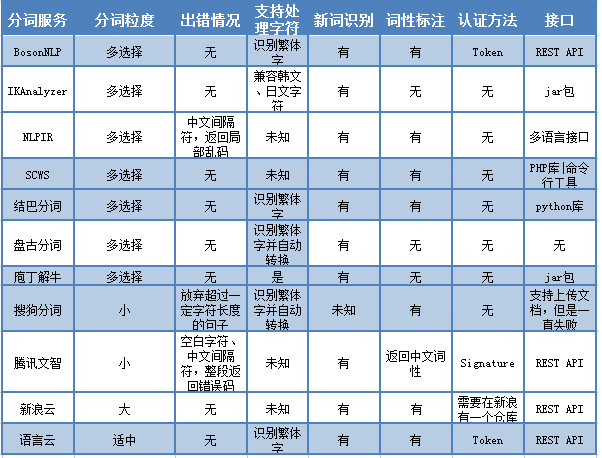 分词服务 分词粒度 出错情况 支持处理字符 新词识别 词性标注 认证方法 接口
BosonNLP 多选择 无 识别繁体字 有 有 Token REST API
IKAnalyzer 多选择 无 兼容韩文、日文字符 有 无 无 jar包
NLPIR 多选择 中文间隔符，返回局部乱码 未知 有 有 无 多语言接口
SCWS 多选择 无 未知 有 有 无 PHP库|命令行工具
结巴分词 多选择 无 识别繁体字 有 有 无 python库
盘古分词 多选择 无 识别繁体字并自动转换 有 无 无 无
庖丁解牛 多选择 无 是 有 无 无 jar包
搜狗分词 小 放弃超过一定字符长度的句子 识别繁体字并自动转换 未知 有 无 支持上传文档，但是一直失败
腾讯文智 小 空白字符、中文间隔符，整段返回错误码 未知 有 返回中文词性 Signature REST API
新浪云 大 无 未知 有 有 需要在新浪有一个仓库 REST API
语言云 适中 无 识别繁体字 有 有 Token REST API